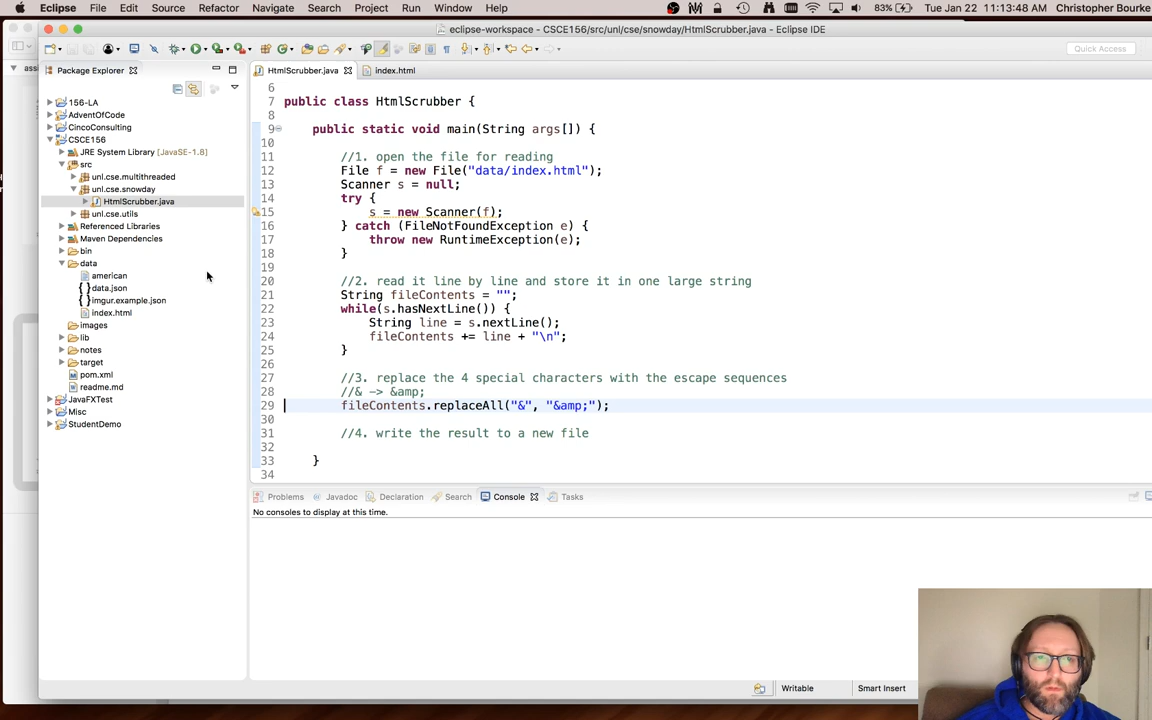 Eclipse File Edit Source Refactor Navigate Search Project Run Window Help 83% Tue Jan 22 11:13:48 AM Christopher Bourke
eclipse-workspace - CSCE156/src/unl/cse/snowday/HtmlScrubber.java - Eclipse IDE
Quick Access
Package Explorer
HtmlScrubber.java index.html
156-LA
AdventOfCode
CincoConsulting
CSCE156
JRE System Library [JavaSE-1.8]
src
unl.cse.multithreaded
unl.cse.snowday
HtmlScrubber.java
unl.cse.utils
Referenced Libraries
Maven Dependencies
bin
data
american
data.json
imgur.example.json
index.html
images
lib
notes
target
pom.xml
readme.md
JavaFXTest
Misc
StudentDemo
6
7 public class HtmlScrubber {
8
9 public static void main(String args[]) {
10
11 //1. open the file for reading
12 File f = new File("data/index.html");
13 Scanner s = null;
14 try {
15 s = new Scanner(f);
16 } catch (FileNotFoundException e) {
17 throw new RuntimeException(e);
18 }
19
20 //2. read it line by line and store it in one large string
21 String fileContents = "";
22 while(s.hasNextLine()) {
23 String line = s.nextLine();
24 fileContents += line + "\n";
25 }
26
27 //3. replace the 4 special characters with the escape sequences
28 //& -> &amp;
29 fileContents.replaceAll("&", "&amp;");
30
31 //4. write the result to a new file
32
33 }
34
Problems Javadoc Declaration Search Console Tasks
No consoles to display at this time.
Writable Smart Insert